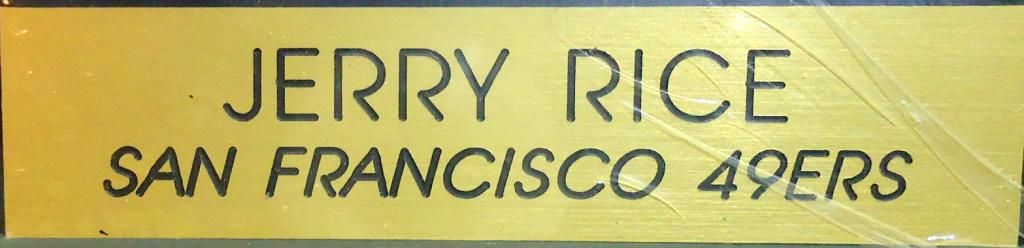 JERRY RICE
SAN FRANCISCO 49ERS